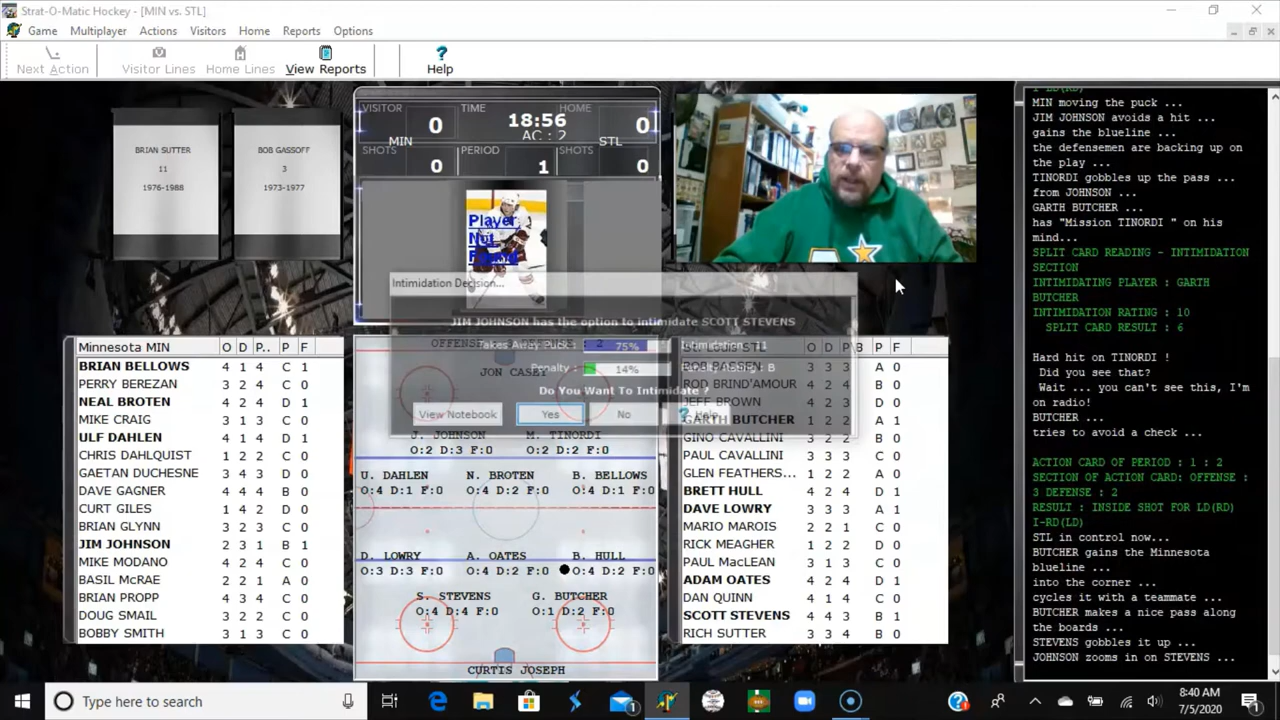 Strat-O-Matic Hockey - [MIN vs. STL]
Game Multiplayer Actions Visitors Home Reports Options
Next Action Visitor Lines Home Lines View Reports Help
BRIAN SUTTER
11
1976-1988
BOB GASSOFF
3
1973-1977
VISITOR TIME HOME
MIN 0 18:56 STL 0
AC : 2
SHOTS PERIOD SHOTS
0 1 0
Player
Not
Found
Intimidation Decision...
JIM JOHNSON has the option to intimidate SCOTT STEVENS
Takes Away Puck : 75% Intimidation : 11
Penalty : 14% Penalty Rating : B
Do You Want To Intimidate ?
View Notebook Yes No Help
JON CASEY
J. JOHNSON M. TINORDI
O:2 D:3 F:0 O:2 D:2 F:0
U. DAHLEN N. BROTEN B. BELLOWS
O:4 D:1 F:0 O:4 D:2 F:0 O:4 D:1 F:0
D. LOWRY A. OATES B. HULL
O:3 D:3 F:0 O:4 D:2 F:0 O:4 D:2 F:0
S. STEVENS G. BUTCHER
O:4 D:4 F:0 O:1 D:2 F:0
CURTIS JOSEPH
Minnesota MIN O D P.. P F
BRIAN BELLOWS 4 1 4 C 1
PERRY BEREZAN 3 4 2 C 0
NEAL BROTEN 4 2 4 D 1
MIKE CRAIG 3 1 3 C 0
ULF DAHLEN 4 1 4 D 1
CHRIS DAHLQUIST 1 2 2 C 0
GAETAN DUCHESNE 3 4 3 D 0
DAVE GAGNER 4 4 4 B 0
CURT GILES 1 4 2 D 0
BRIAN GLYNN 3 2 3 C 0
JIM JOHNSON 2 3 1 B 1
MIKE MODANO 4 2 3 C 0
BASIL McRAE 2 2 1 A 0
BRIAN PROPP 4 3 4 C 0
DOUG SMAIL 3 3 2 C 0
BOBBY SMITH 3 1 3 C 0
O D P B P F
ROD BRIND'AMOUR 4 2 4 B 0
JEFF BROWN 4 2 3 C 0
GARTH BUTCHER 1 2 2 A 1
GINO CAVALLINI 3 2 2 B 0
PAUL CAVALLINI 3 4 2 C 0
GLEN FEATHERS... 1 2 2 A 0
BRETT HULL 4 2 4 D 1
DAVE LOWRY 3 3 3 A 1
MARIO MAROIS 2 2 1 C 0
RICK MEAGHER 2 2 2 D 0
PAUL MacLEAN 3 1 3 C 0
ADAM OATES 4 2 4 D 1
DAN QUINN 4 1 4 C 0
SCOTT STEVENS 4 4 3 B 1
RICH SUTTER 3 3 4 B 0
MIN moving the puck ...
JIM JOHNSON avoids a hit ...
gains the blueline ...
the defensemen are backing up on
the play ...
TINORDI gobbles up the pass ...
from JOHNSON ...
GARTH BUTCHER ...
has "Mission TINORDI " on his
mind...
SPLIT CARD READING - INTIMIDATION
SECTION
INTIMIDATING PLAYER : GARTH
BUTCHER
INTIMIDATION RATING : 10
SPLIT CARD RESULT : 6
Hard hit on TINORDI !
Did you see that?
Wait ... you can't see this, I'm
on radio!
BUTCHER ...
tries to avoid a check ...
ACTION CARD OF PERIOD : 1 : 2
SECTION OF ACTION CARD: OFFENSE :
3 DEFENSE : 2
RESULT : INSIDE SHOT FOR LD(RD)
I-RD(LD)
STL in control now...
BUTCHER gains the Minnesota
blueline ...
into the corner ...
cycles it with a teammate ...
BUTCHER makes a nice pass along
the boards ...
STEVENS gobbles it up ...
JOHNSON zooms in on STEVENS ...
Type here to search
8:40 AM
7/5/2020